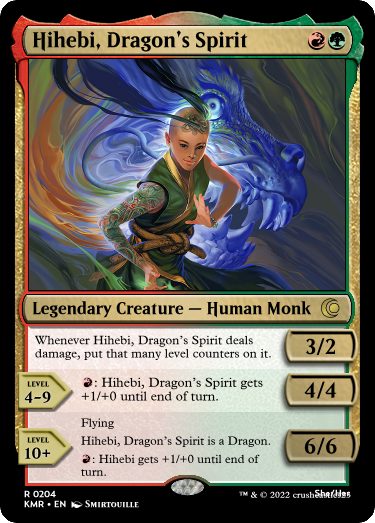 Hihebi, Dragon's Spirit
Legendary Creature — Human Monk
Whenever Hihebi, Dragon's Spirit deals
damage, put that many level counters on it.
3/2
LEVEL
4-9
: Hihebi, Dragon's Spirit gets
+1/+0 until end of turn.
4/4
LEVEL
10+
Flying
Hihebi, Dragon's Spirit is a Dragon.
: Hihebi gets +1/+0 until end of
turn.
6/6
R 0204
KMR • EN Smirtouille
™ & © 2022
She/Her